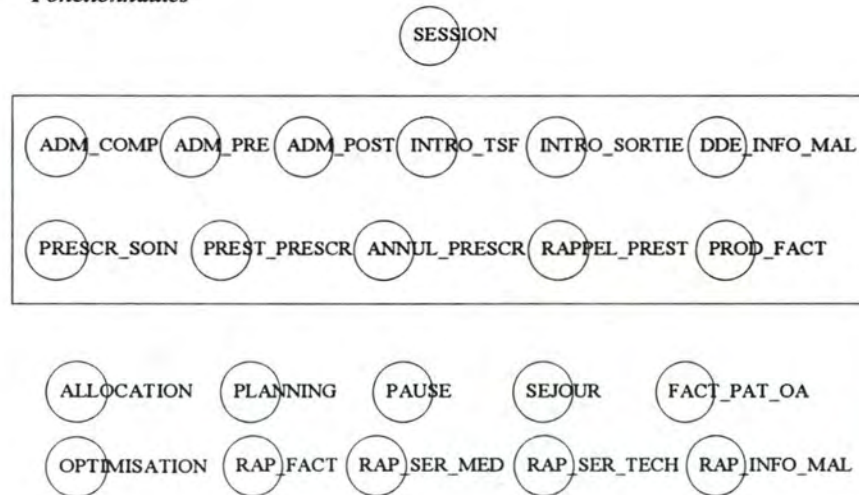 Fonctionnalités
SESSION
ADM_COMP ADM_PRE ADM_POST INTRO_TSF INTRO_SORTIE DDE_INFO_MAL
PRESCR_SOIN PREST_PRESCR ANNUL_PRESCR RAPPEL_PREST PROD_FACT
ALLOCATION PLANNING PAUSE SEJOUR FACT_PAT_OA
OPTIMISATION RAP_FACT RAP_SER_MED RAP_SER_TECH RAP_INFO_MAL